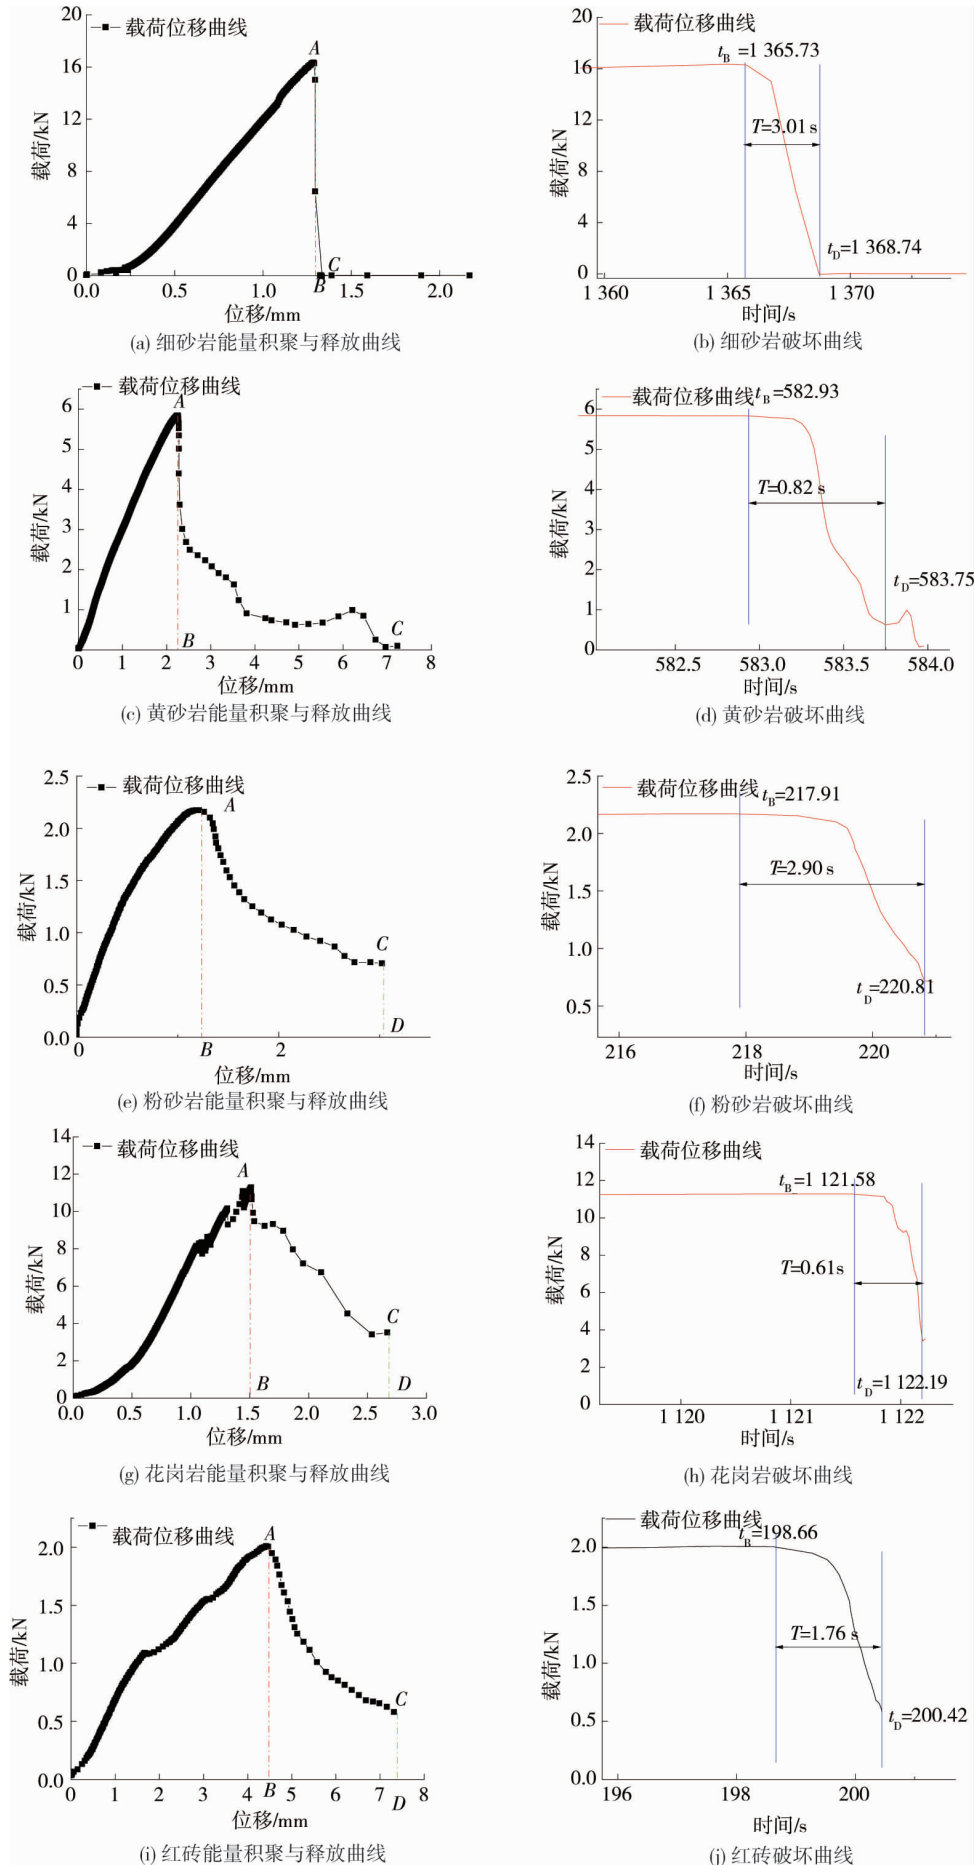 载荷位移曲线
A
20
16
12
8
4
0
载荷/kN
0.0 0.5 1.0 1.5 2.0
B
C
位移/mm
(a) 细砂岩能量积聚与释放曲线
载荷位移曲线
tB=1 365.73
20
16
12
8
4
0
载荷/kN
T=3.01 s
tD=1 368.74
1 360 1 365 1 370
时间/s
(b) 细砂岩破坏曲线
载荷位移曲线
A
6
5
4
3
2
1
载荷/kN
B
C
0 1 2 3 4 5 6 7 8
位移/mm
(c) 黄砂岩能量积聚与释放曲线
载荷位移曲线
tB=582.93
6
5
4
3
2
1
0
载荷/kN
T=0.82 s
tD=583.75
582.5 583.0 583.5 584.0
时间/s
(d) 黄砂岩破坏曲线
载荷位移曲线
A
2.5
2.0
1.5
1.0
0.5
0.0
载荷/kN
C
B
D
0 2
位移/mm
(e) 粉砂岩能量积聚与释放曲线
载荷位移曲线
tB=217.91
2.5
2.0
1.5
1.0
0.5
载荷/kN
T=2.90 s
tD=220.81
216 218 220
时间/s
(f) 粉砂岩破坏曲线
载荷位移曲线
A
14
12
10
8
6
4
2
0
载荷/kN
C
B
D
0.0 0.5 1.0 1.5 2.0 2.5 3.0
位移/mm
(g) 花岗岩能量积聚与释放曲线
载荷位移曲线
tB=1 121.58
14
12
10
8
6
4
2
0
载荷/kN
T=0.61s
tD=1 122.19
1 120 1 121 1 122
时间/s
(h) 花岗岩破坏曲线
载荷位移曲线
A
2.0
1.5
1.0
0.5
0.0
载荷/kN
C
B
D
0 1 2 3 4 5 6 7 8
位移/mm
(i) 红砖能量积聚与释放曲线
载荷位移曲线
tB=198.66
2.0
1.5
1.0
0.5
0.0
载荷/kN
T=1.76 s
tD=200.42
196 198 200
时间/s
(j) 红砖破坏曲线